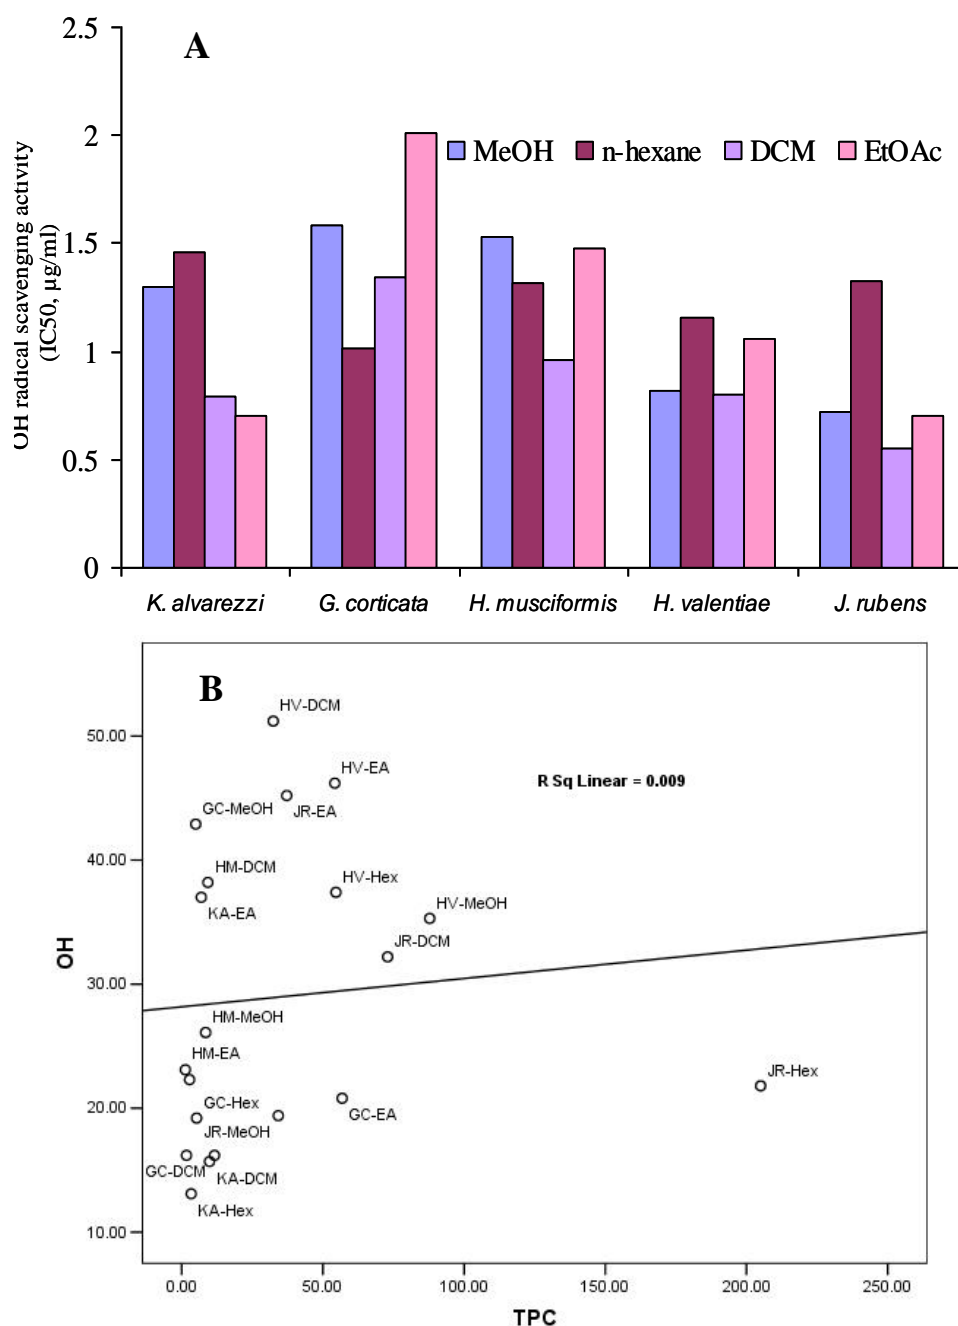 A
2.5
2
1.5
1
0.5
0
OH radical scavenging activity
(IC50, µg/ml)
MeOH n-hexane DCM EtOAc
K. alvarezzi G. corticata H. musciformis H. valentiae J. rubens
B
R Sq Linear = 0.009
OH
50.00
40.00
30.00
20.00
10.00
HV-DCM
HV-EA
GC-MeOH
JR-EA
HM-DCM
HV-Hex
KA-EA
HV-MeOH
JR-DCM
HM-MeOH
HM-EA
JR-Hex
GC-Hex
GC-EA
JR-MeOH
GC-DCM
KA-DCM
KA-Hex
0.00 50.00 100.00 150.00 200.00 250.00
TPC